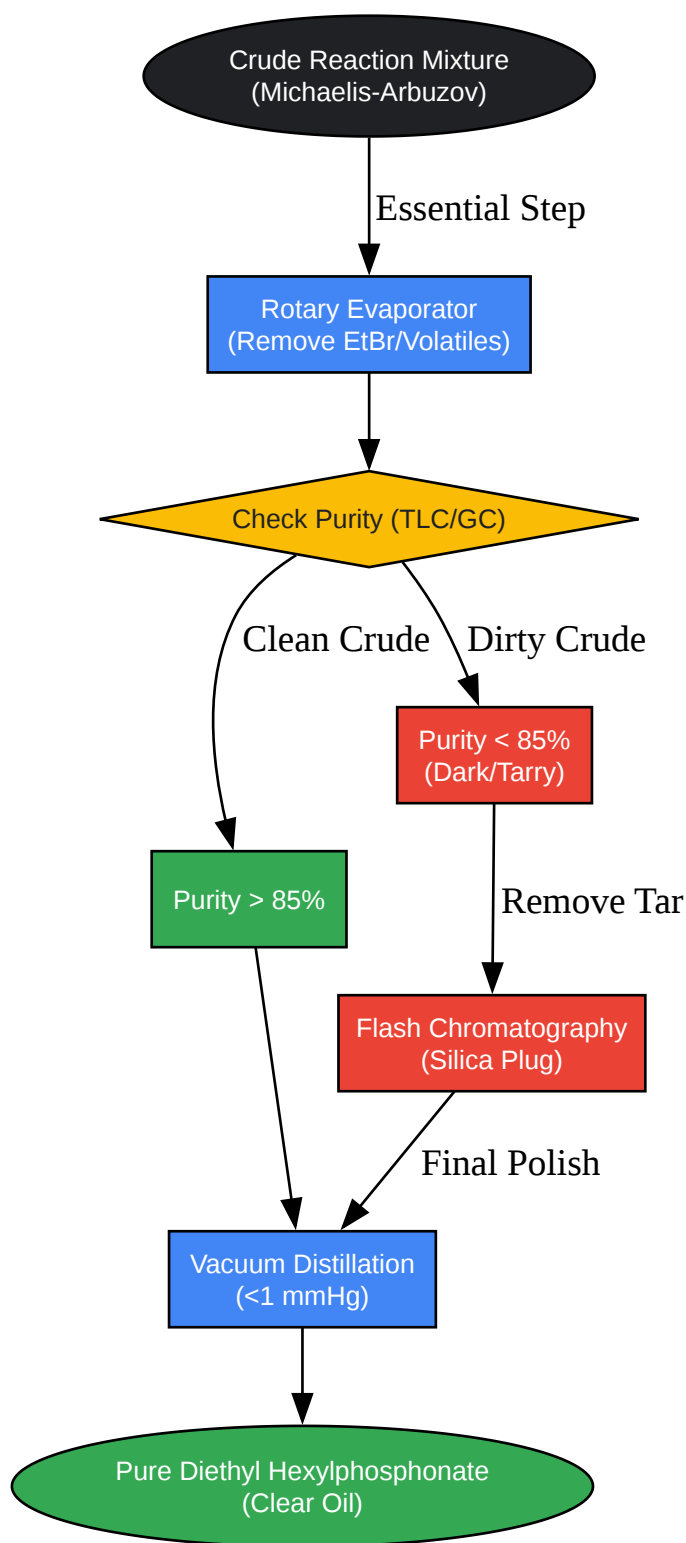 Crude Reaction Mixture
(Michaelis-Arbuzov)
Essential Step
Rotary Evaporator
(Remove EtBr/Volatiles)
Check Purity (TLC/GC)
Clean Crude
Dirty Crude
Purity < 85%
(Dark/Tarry)
Purity > 85%
Remove Tar
Flash Chromatography
(Silica Plug)
Final Polish
Vacuum Distillation
(<1 mmHg)
Pure Diethyl Hexylphosphonate
(Clear Oil)